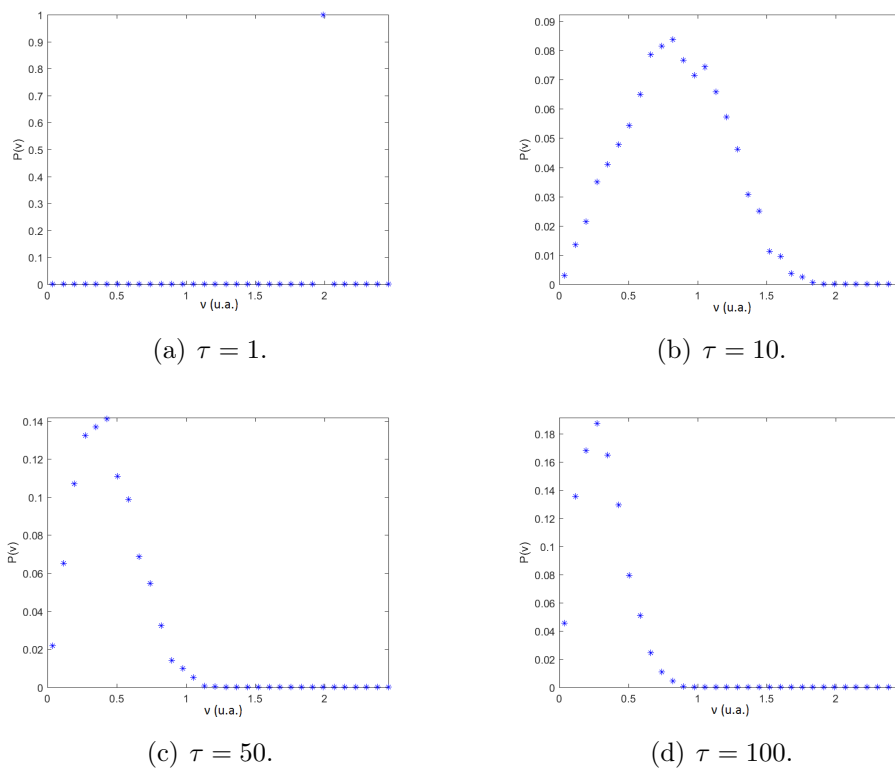 1
0.9
0.8
0.7
0.6
0.5
0.4
0.3
0.2
0.1
0
P(v)
0 0.5 1 1.5 2
v (u.a.)
(a) τ = 1.
0.09
0.08
0.07
0.06
0.05
0.04
0.03
0.02
0.01
0
P(v)
0 0.5 1 1.5 2
v (u.a.)
(b) τ = 10.
0.14
0.12
0.1
0.08
0.06
0.04
0.02
0
P(v)
0 0.5 1 1.5 2
v (u.a.)
(c) τ = 50.
0.18
0.16
0.14
0.12
0.1
0.08
0.06
0.04
0.02
0
P(v)
0 0.5 1 1.5 2
v (u.a.)
(d) τ = 100.